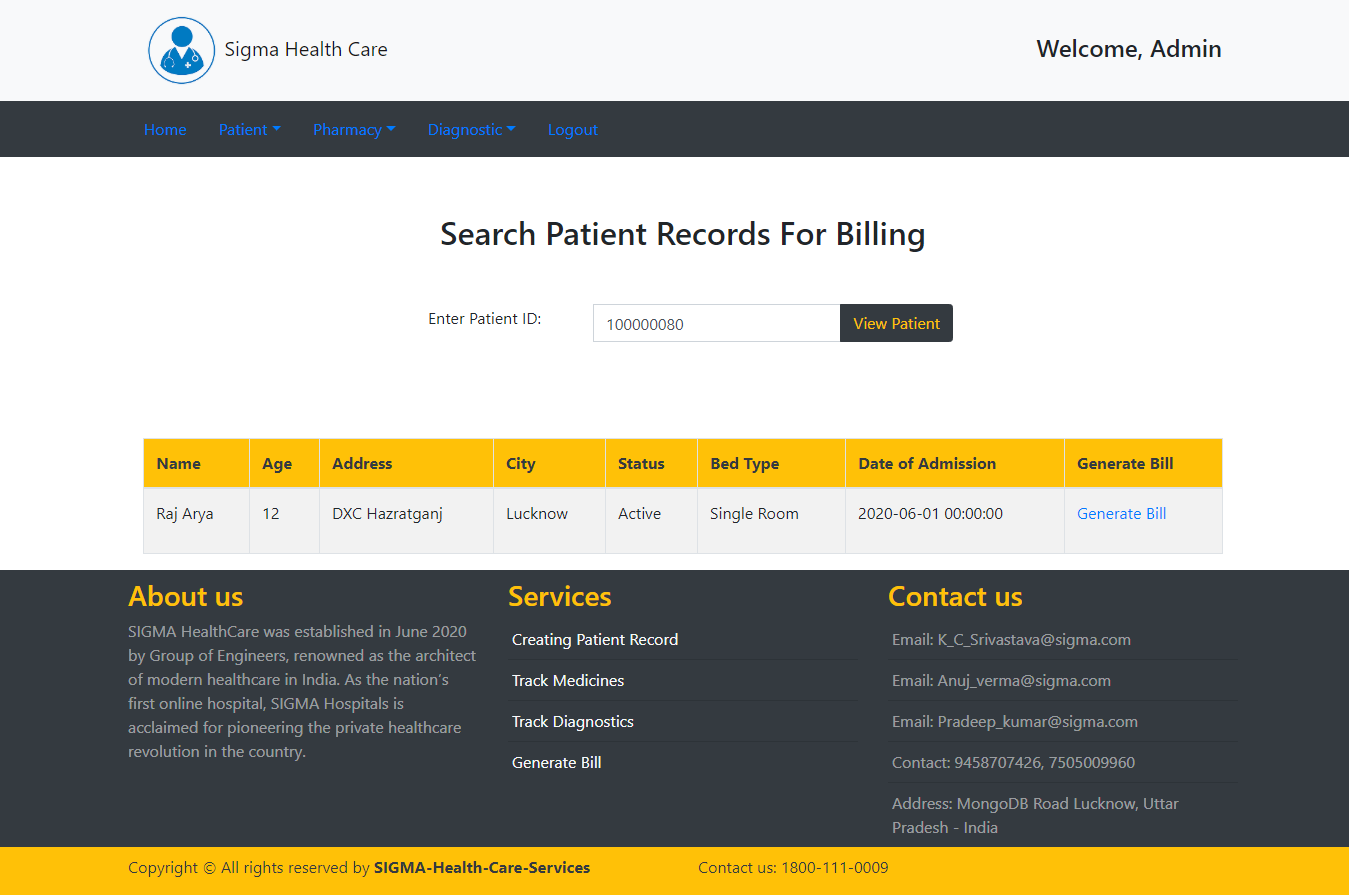 Sigma Health Care
Welcome, Admin
Home Patient Pharmacy Diagnostic Logout
Search Patient Records For Billing
Enter Patient ID: 100000080 View Patient
Name Age Address City Status Bed Type Date of Admission Generate Bill
Raj Arya 12 DXC Hazratganj Lucknow Active Single Room 2020-06-01 00:00:00 Generate Bill
About us
SIGMA HealthCare was established in June 2020
by Group of Engineers, renowned as the architect
of modern healthcare in India. As the nation’s
first online hospital, SIGMA Hospitals is
acclaimed for pioneering the private healthcare
revolution in the country.
Services
Creating Patient Record
Track Medicines
Track Diagnostics
Generate Bill
Contact us
Email: K_C_Srivastava@sigma.com
Email: Anuj_verma@sigma.com
Email: Pradeep_kumar@sigma.com
Contact: 9458707426, 7505009960
Address: MongoDB Road Lucknow, Uttar
Pradesh - India
Copyright © All rights reserved by SIGMA-Health-Care-Services
Contact us: 1800-111-0009